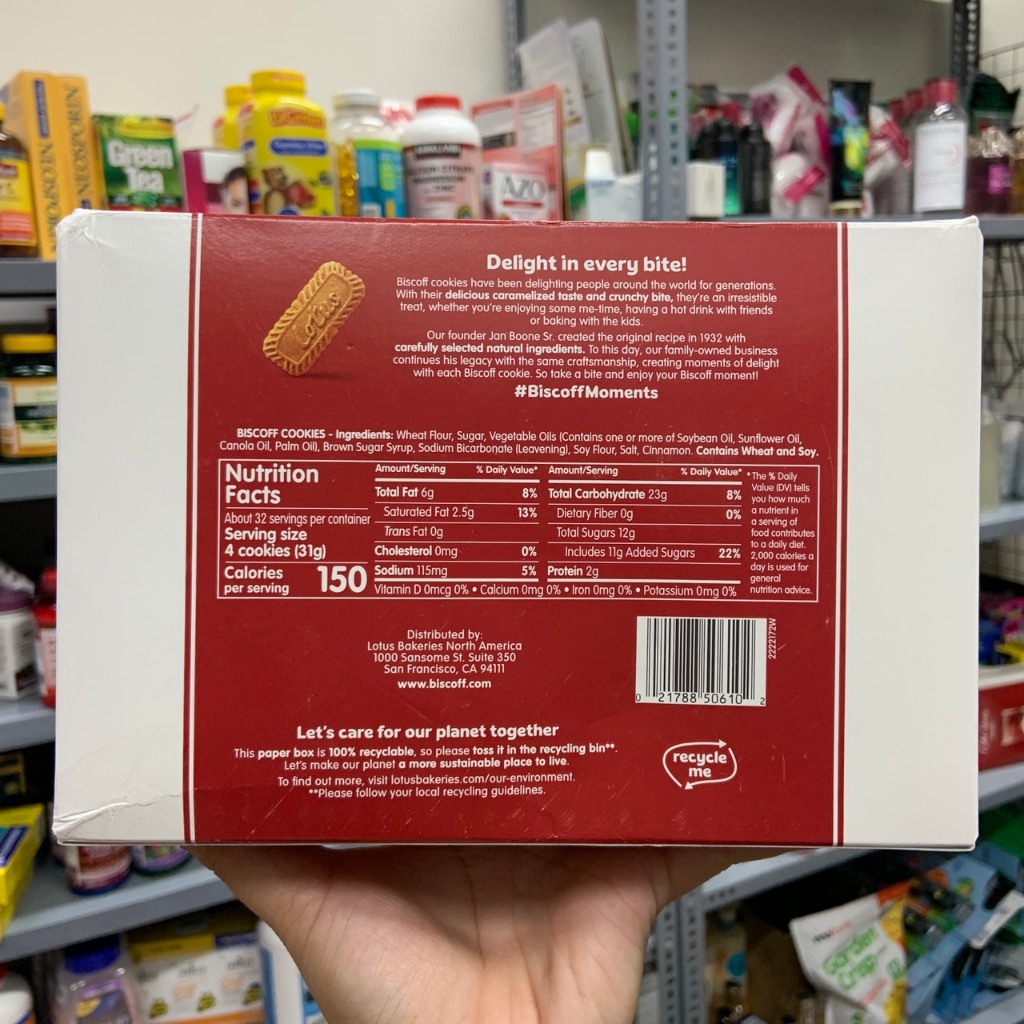 NEOSPORIN
NEOSPORIN
Green
Tea
AZO
Lotus
Delight in every bite!
Biscoff cookies have been delighting people around the world for generations.
With their delicious caramelized taste and crunchy bite, they're an irresistible
treat, whether you're enjoying some me-time, having a hot drink with friends
or baking with the kids.
Our founder Jan Boone Sr. created the original recipe in 1932 with
carefully selected natural ingredients. To this day, our family-owned business
continues his legacy with the same craftsmanship, creating moments of delight
with each Biscoff cookie. So take a bite and enjoy your Biscoff moment!
#BiscoffMoments
BISCOFF COOKIES - Ingredients: Wheat Flour, Sugar, Vegetable Oils (Contains one or more of Soybean Oil, Sunflower Oil,
Canola Oil, Palm Oil), Brown Sugar Syrup, Sodium Bicarbonate (Leavening), Soy Flour, Salt, Cinnamon. Contains Wheat and Soy.
Nutrition
Facts
About 32 servings per container
Serving size
4 cookies (31g)
Calories
per serving 150
Amount/Serving % Daily Value*
Total Fat 6g 8%
Saturated Fat 2.5g 13%
Trans Fat 0g
Cholesterol 0mg 0%
Sodium 115mg 5%
Amount/Serving % Daily Value*
Total Carbohydrate 23g 8%
Dietary Fiber 0g 0%
Total Sugars 12g
Includes 11g Added Sugars 22%
Protein 2g
Vitamin D 0mcg 0% • Calcium 0mg 0% • Iron 0mg 0% • Potassium 0mg 0%
*The % Daily
Value (DV) tells
you how much
a nutrient in
a serving of
food contributes
to a daily diet.
2,000 calories a
day is used for
general
nutrition advice.
Distributed by:
Lotus Bakeries North America
1000 Sansome St. Suite 350
San Francisco, CA 94111
www.biscoff.com
2222172W
0 21788 50610 2
Let's care for our planet together
This paper box is 100% recyclable, so please toss it in the recycling bin**.
Let's make our planet a more sustainable place to live.
To find out more, visit lotusbakeries.com/our-environment.
**Please follow your local recycling guidelines.
recycle
me
Garden
Crisp